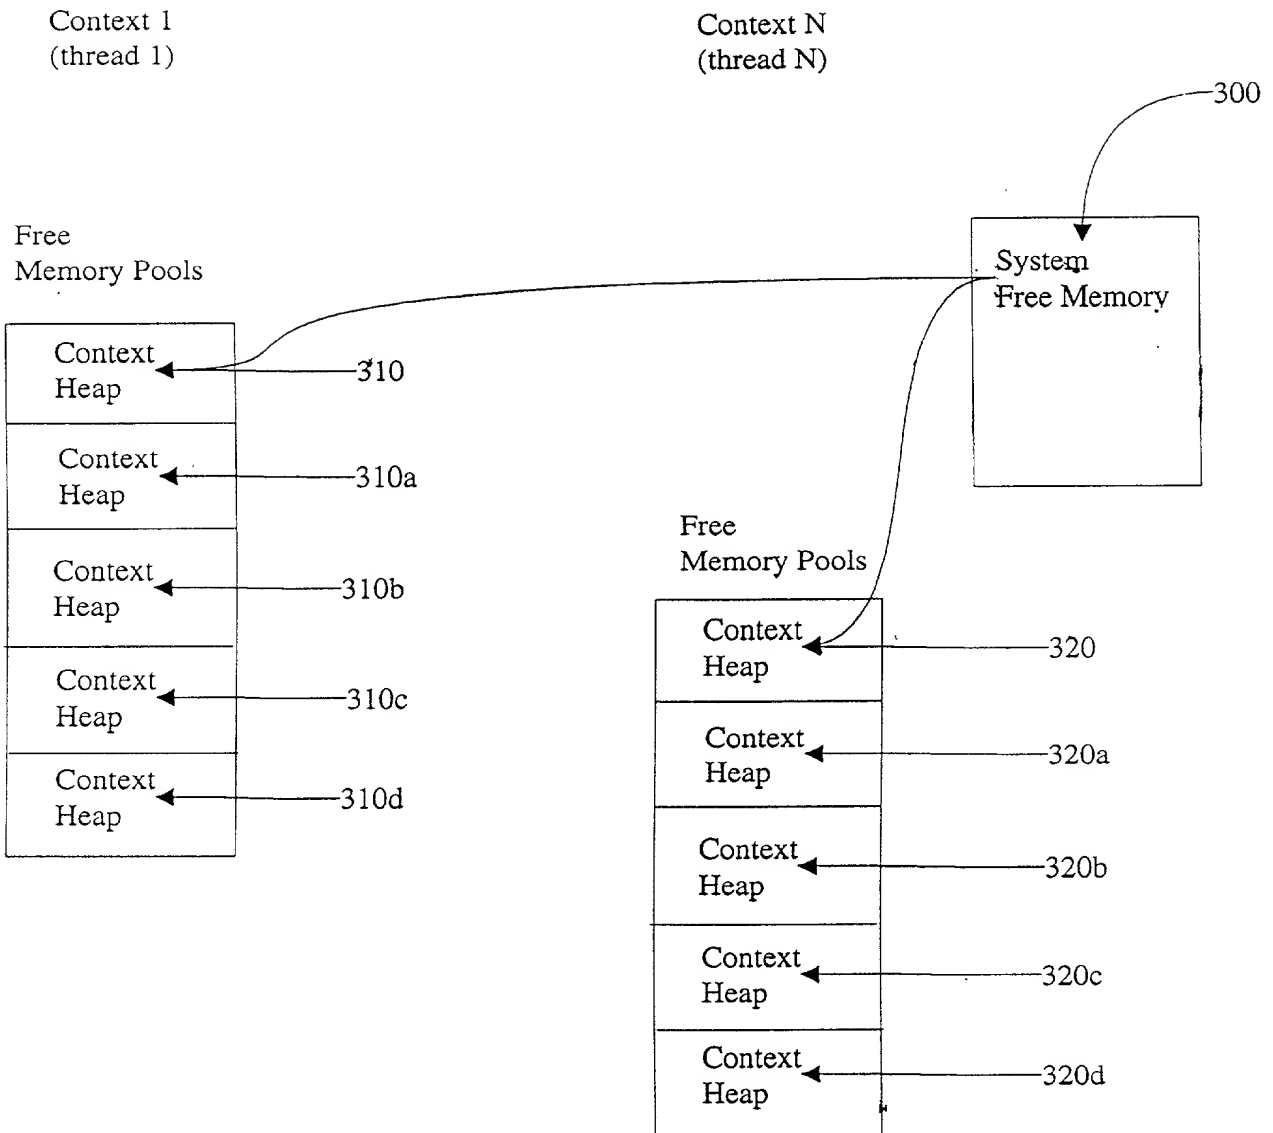 Context 1
(thread 1)
Context N
(thread N)
300
System
Free Memory
Free
Memory Pools
Context
Heap
310
Context
Heap
310a
Context
Heap
310b
Context
Heap
310c
Context
Heap
310d
Free
Memory Pools
Context
Heap
320
Context
Heap
320a
Context
Heap
320b
Context
Heap
320c
Context
Heap
320d